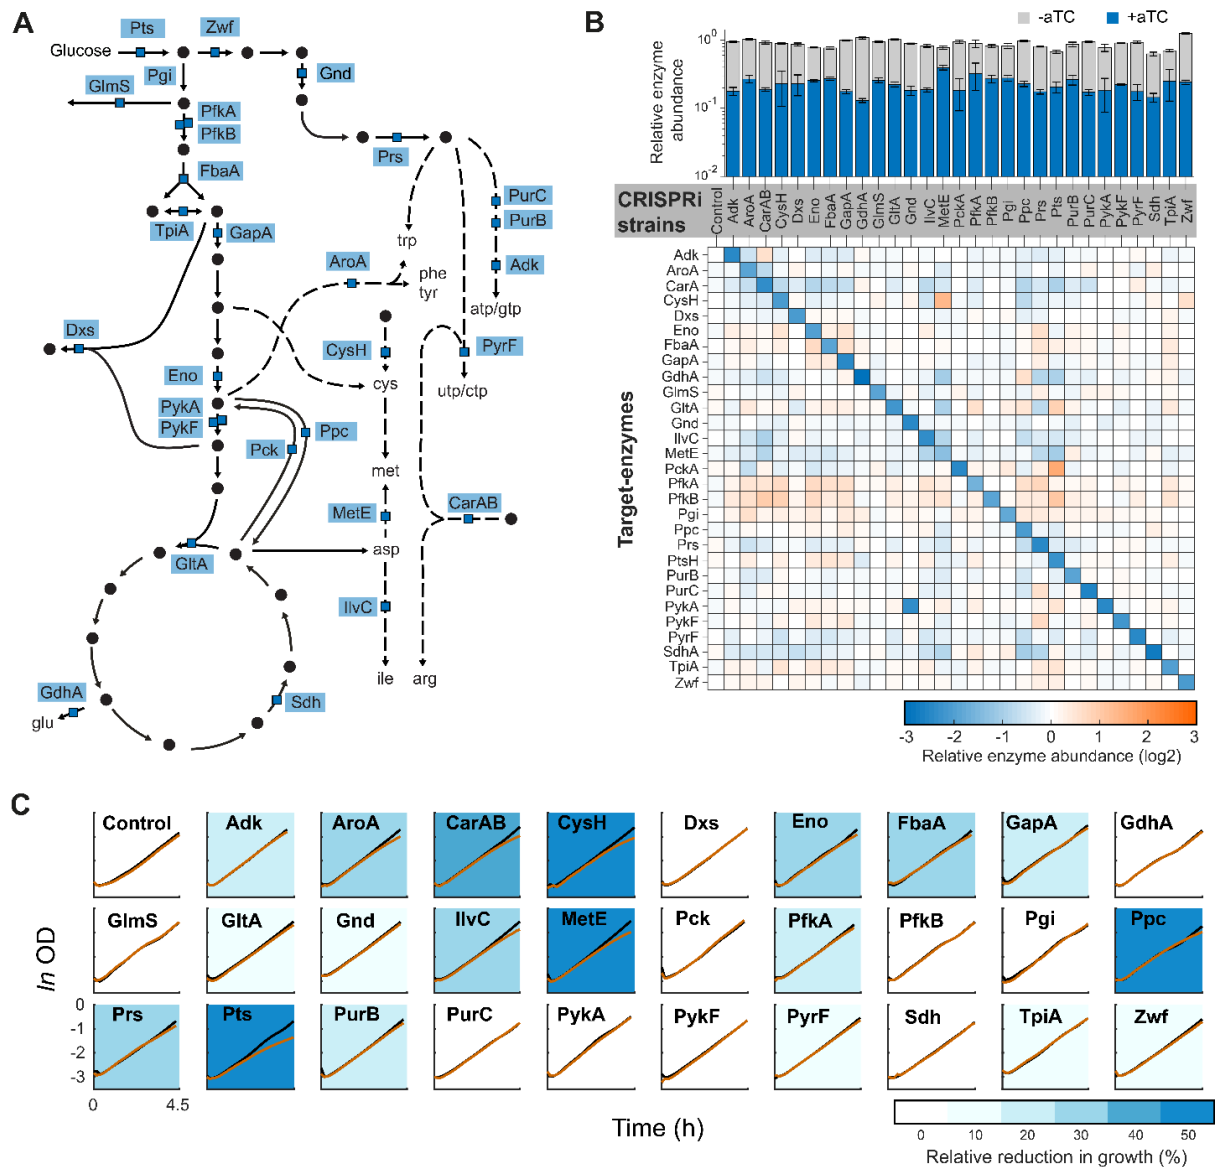 A
Pts
Zwf
Glucose
Pgi
Gnd
GlmS
PfkA
PfkB
Prs
FbaA
PurC
PurB
TpiA
GapA
trp
AroA
Adk
phe
tyr
atp/gtp
Dxs
CysH
PyrF
Eno
cys
utp/ctp
PykA
PykF
Ppc
Pck
met
MetE
CarAB
asp
GltA
IlvC
GdhA
Sdh
glu
ile
arg
B
-aTC
+aTC
Relative enzyme
abundance
10^0
10^-1
10^-2
CRISPRi
strains
Control
Adk
AroA
CarAB
CysH
Dxs
Eno
FbaA
GapA
GdhA
GlmS
GltA
Gnd
IlvC
MetE
PckA
PfkA
PfkB
Pgi
Ppc
Prs
Pts
PurB
PurC
PykA
PykF
PyrF
Sdh
TpiA
Zwf
Target-enzymes
Adk
AroA
CarA
CysH
Dxs
Eno
FbaA
GapA
GdhA
GlmS
GltA
Gnd
IlvC
MetE
PckA
PfkA
PfkB
Pgi
Ppc
Prs
PtsH
PurB
PurC
PykA
PykF
PyrF
SdhA
TpiA
Zwf
-3 -2 -1 0 1 2 3
Relative enzyme abundance (log2)
C
Control Adk AroA CarAB CysH Dxs Eno FbaA GapA GdhA
GlmS GltA Gnd IlvC MetE Pck PfkA PfkB Pgi Ppc
Prs Pts PurB PurC PykA PykF PyrF Sdh TpiA Zwf
ln OD
0
-1
-2
-3
0 4.5
Time (h)
0 10 20 30 40 50
Relative reduction in growth (%)